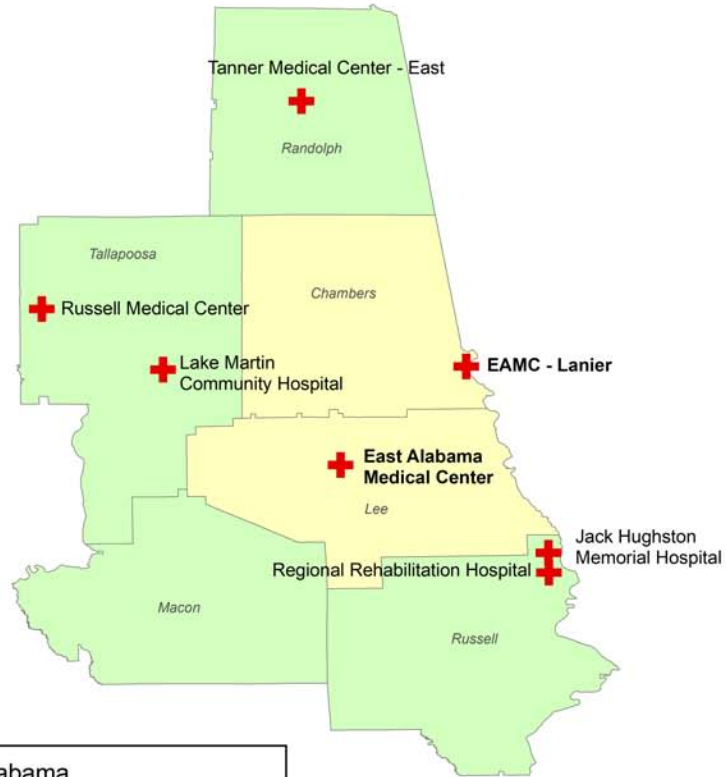 Tanner Medical Center - East
Randolph
Tallapoosa
Chambers
Russell Medical Center
Lake Martin
Community Hospital
EAMC - Lanier
East Alabama
Medical Center
Lee
Jack Hughston
Memorial Hospital
Regional Rehabilitation Hospital
Macon
Russell